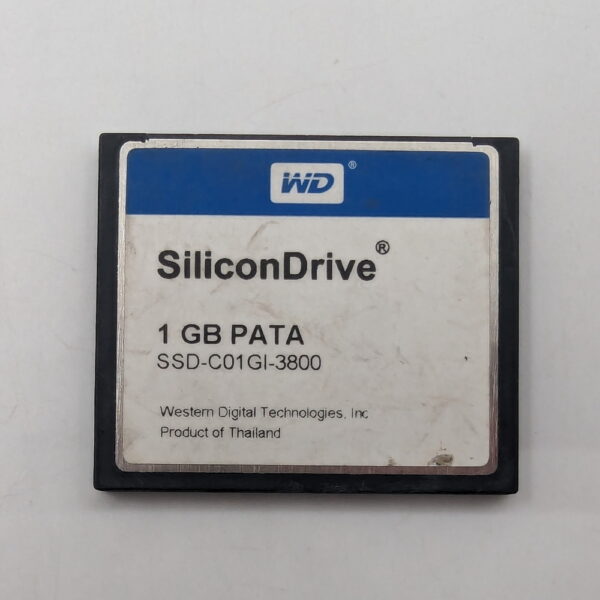 WD®
SiliconDrive®
1 GB PATA
SSD-C01GI-3800
Western Digital Technologies, Inc
Product of Thailand